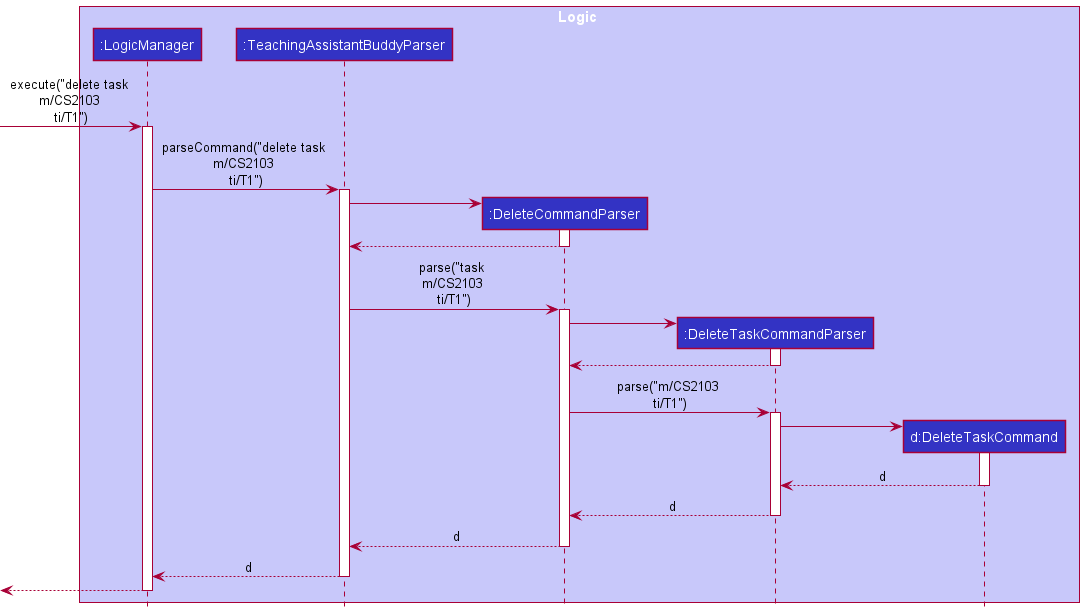 Logic
:LogicManager
:TeachingAssistantBuddyParser
execute("delete task
m/CS2103
ti/T1")
parseCommand("delete task
m/CS2103
ti/T1")
:DeleteCommandParser
parse("task
m/CS2103
ti/T1")
:DeleteTaskCommandParser
parse("m/CS2103
ti/T1")
d:DeleteTaskCommand
d
d
d
d